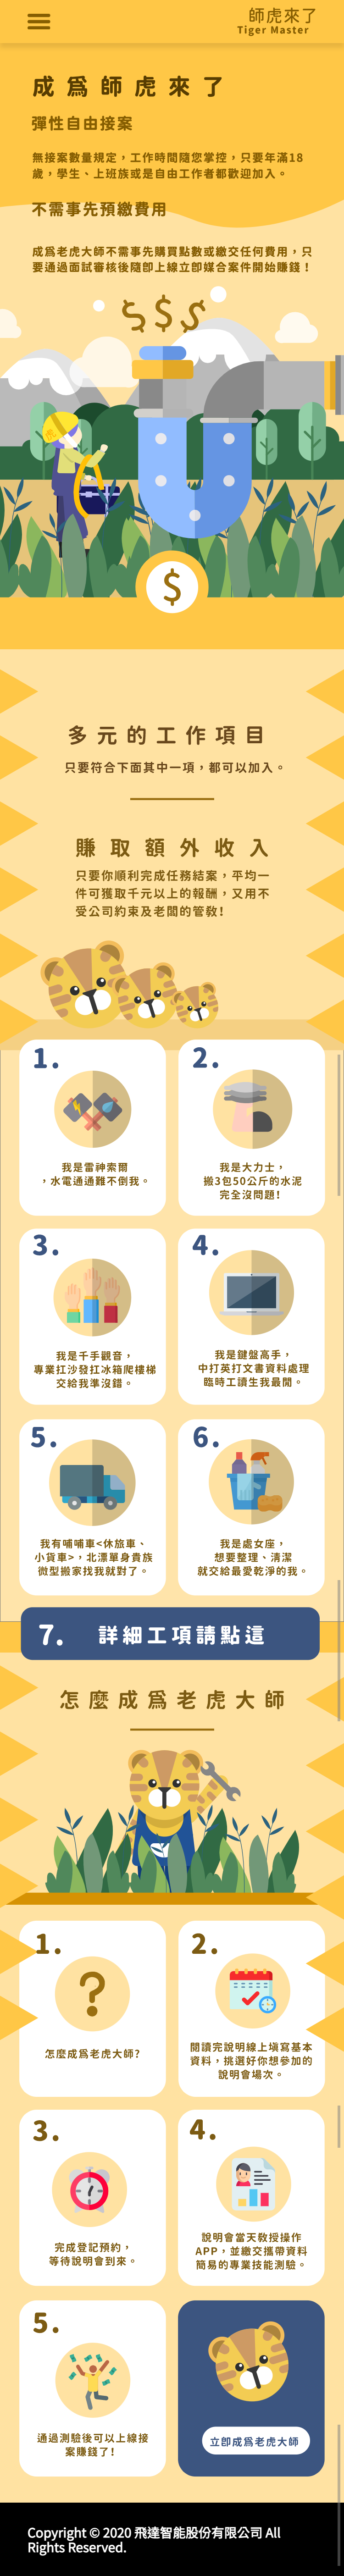 師虎來了
Tiger Master
成為師虎來了
彈性自由接案
無接案數量規定，工作時間隨您掌控，只要年滿18
歲，學生、上班族或是自由工作者都歡迎加入。
不需事先預繳費用
成為老虎大師不需事先購買點數或繳交任何費用，只
要通過面試審核後隨即上線立即媒合案件開始賺錢！
$ $ $
$
多元的工作項目
只要符合下面其中一項，都可以加入。
賺取額外收入
只要你順利完成任務結案，平均一
件可獲取千元以上的報酬，又用不
受公司約束及老闆的管教！
1.
我是雷神索爾
，水電通通難不倒我。
2.
我是大力士，
搬3包50公斤的水泥
完全沒問題！
3.
我是千手觀音，
專業扛沙發扛冰箱爬樓梯
交給我準沒錯。
4.
我是鍵盤高手，
中打英打文書資料處理
臨時工讀生我最閒。
5.
我有哺哺車<休旅車、
小貨車>，北漂單身貴族
微型搬家找我就對了。
6.
我是處女座，
想要整理、清潔
就交給最愛乾淨的我。
7. 詳細工項請點這
怎麼成為老虎大師
1.
?
怎麼成為老虎大師?
2.
閱讀完說明線上填寫基本
資料，挑選好你想參加的
說明會場次。
3.
完成登記預約，
等待說明會到來。
4.
說明會當天教授操作
APP，並繳交攜帶資料
簡易的專業技能測驗。
5.
通過測驗後可以上線接
案賺錢了！
立即成為老虎大師
Copyright © 2020 飛達智能股份有限公司 All
Rights Reserved.